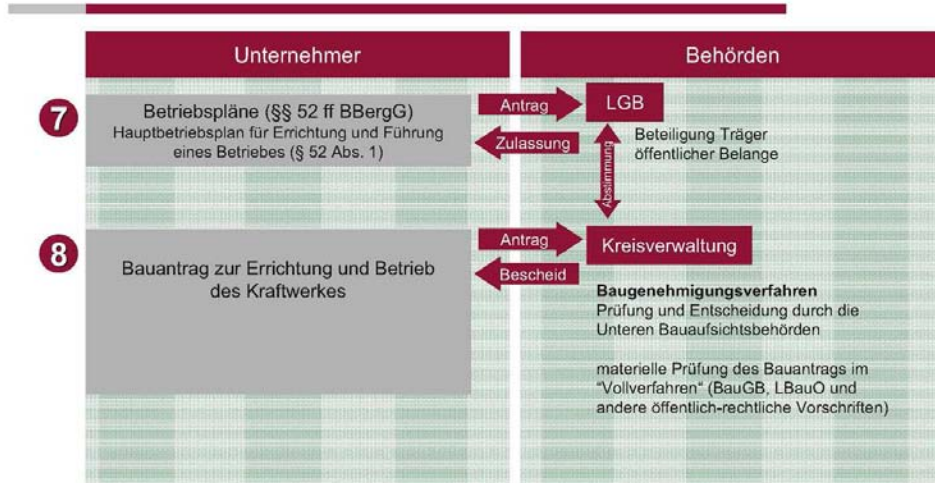 Unternehmer
Behörden
7
Betriebspläne (§§ 52 ff BBergG)
Hauptbetriebsplan für Errichtung und Führung
eines Betriebes (§ 52 Abs. 1)
Antrag
Zulassung
LGB
Beteiligung Träger
öffentlicher Belange
Abstimmung
8
Bauantrag zur Errichtung und Betrieb
des Kraftwerkes
Antrag
Bescheid
Kreisverwaltung
Baugenehmigungsverfahren
Prüfung und Entscheidung durch die
Unteren Bauaufsichtsbehörden
materielle Prüfung des Bauantrags im
"Vollverfahren“ (BauGB, LBauO und
andere öffentlich-rechtliche Vorschriften)